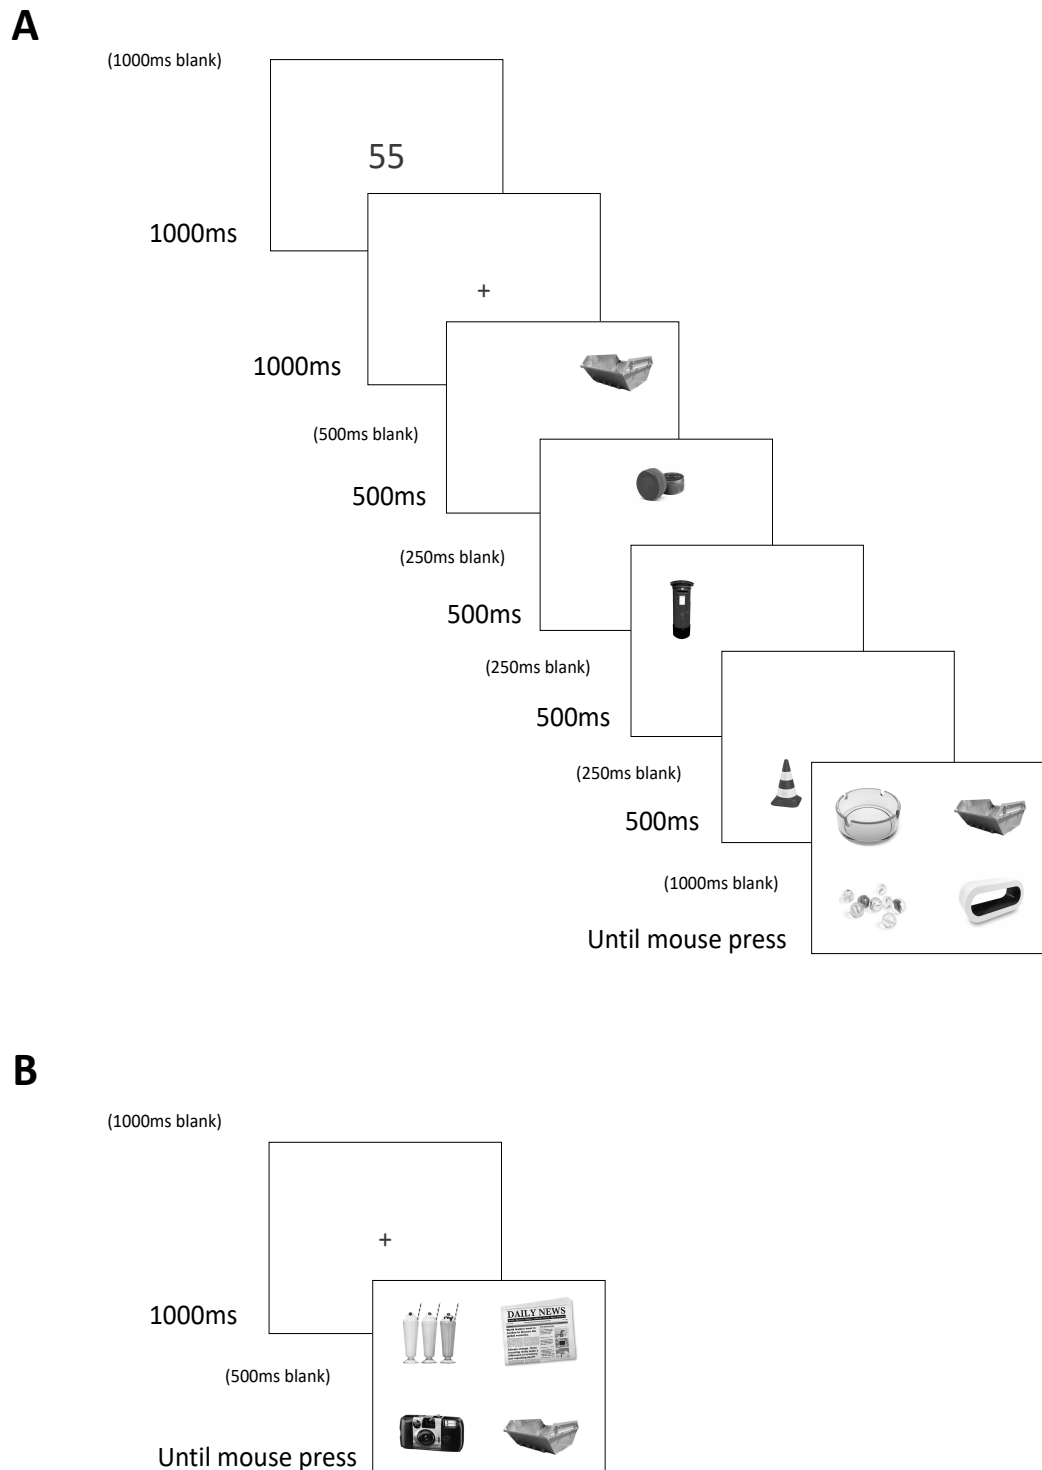 A
(1000ms blank)
55
1000ms
+
1000ms
(500ms blank)
500ms
(250ms blank)
500ms
(250ms blank)
500ms
(250ms blank)
500ms
(1000ms blank)
Until mouse press
B
(1000ms blank)
+
1000ms
DAILY NEWS
(500ms blank)
Until mouse press